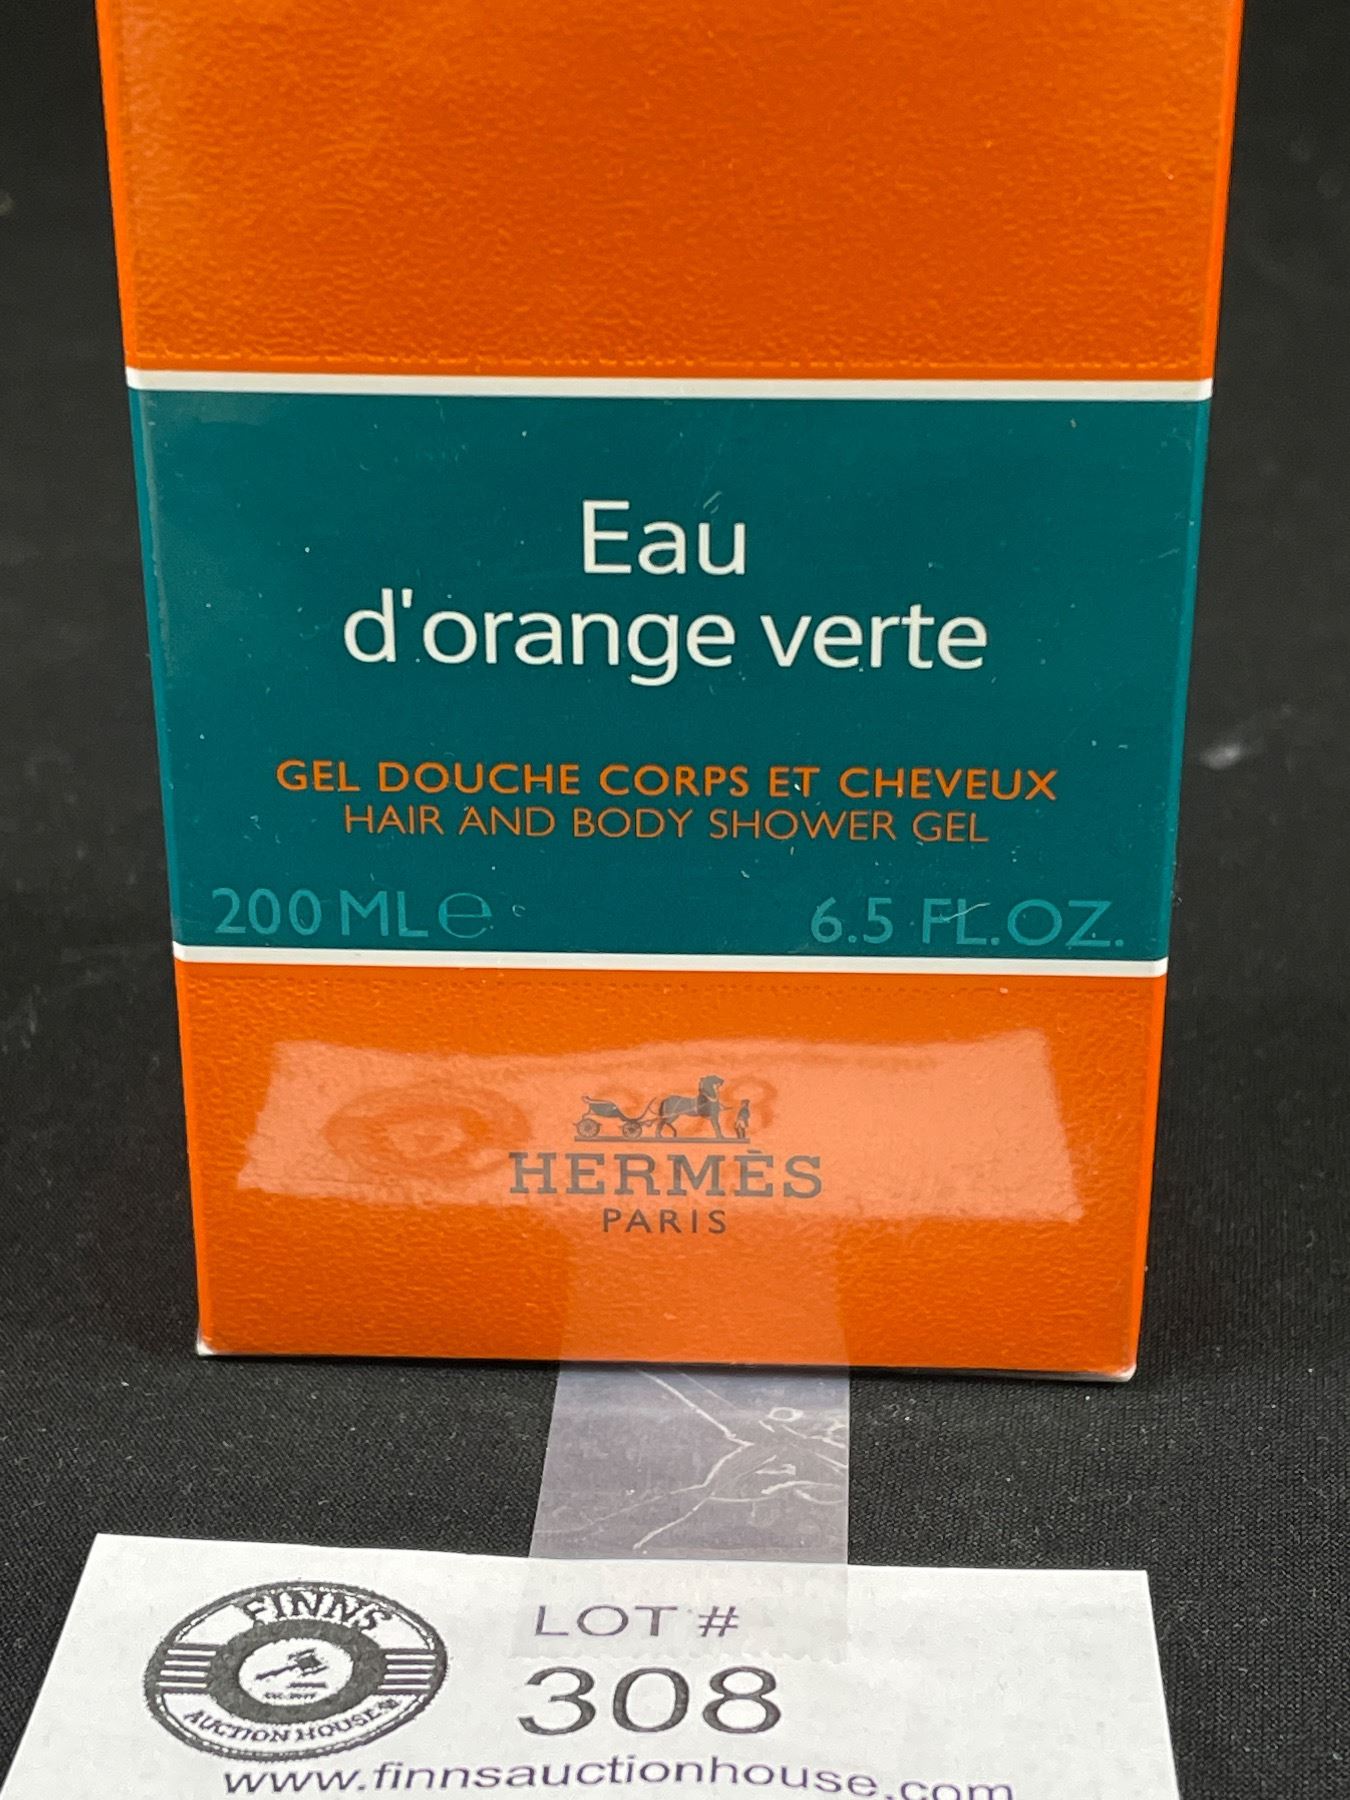 Eau
d'orange verte
GEL DOUCHE CORPS ET CHEVEUX
HAIR AND BODY SHOWER GEL
200 ML e 6.5 FL.OZ.
HERMÈS
PARIS
FINNS
AUCTION HOUSE
LOT #
308
www.finnsauctionhouse.com